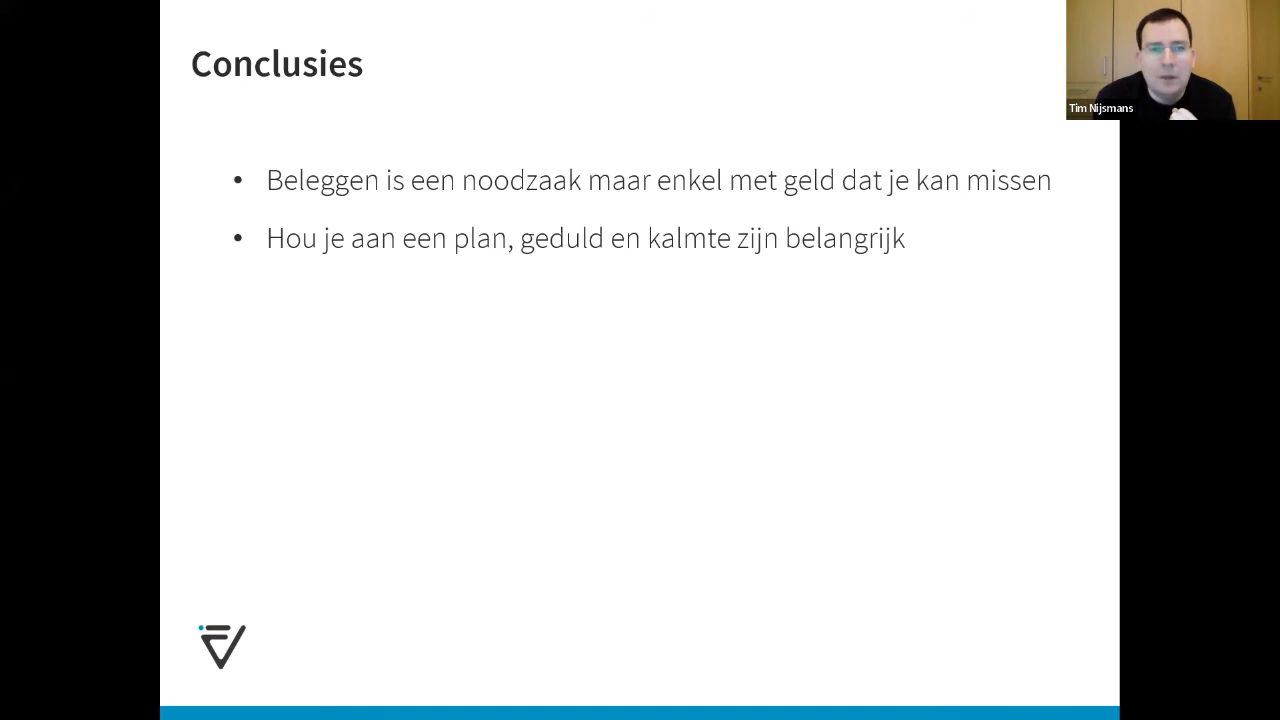 Conclusies
Tim Nijsmans
• Beleggen is een noodzaak maar enkel met geld dat je kan missen
• Hou je aan een plan, geduld en kalmte zijn belangrijk